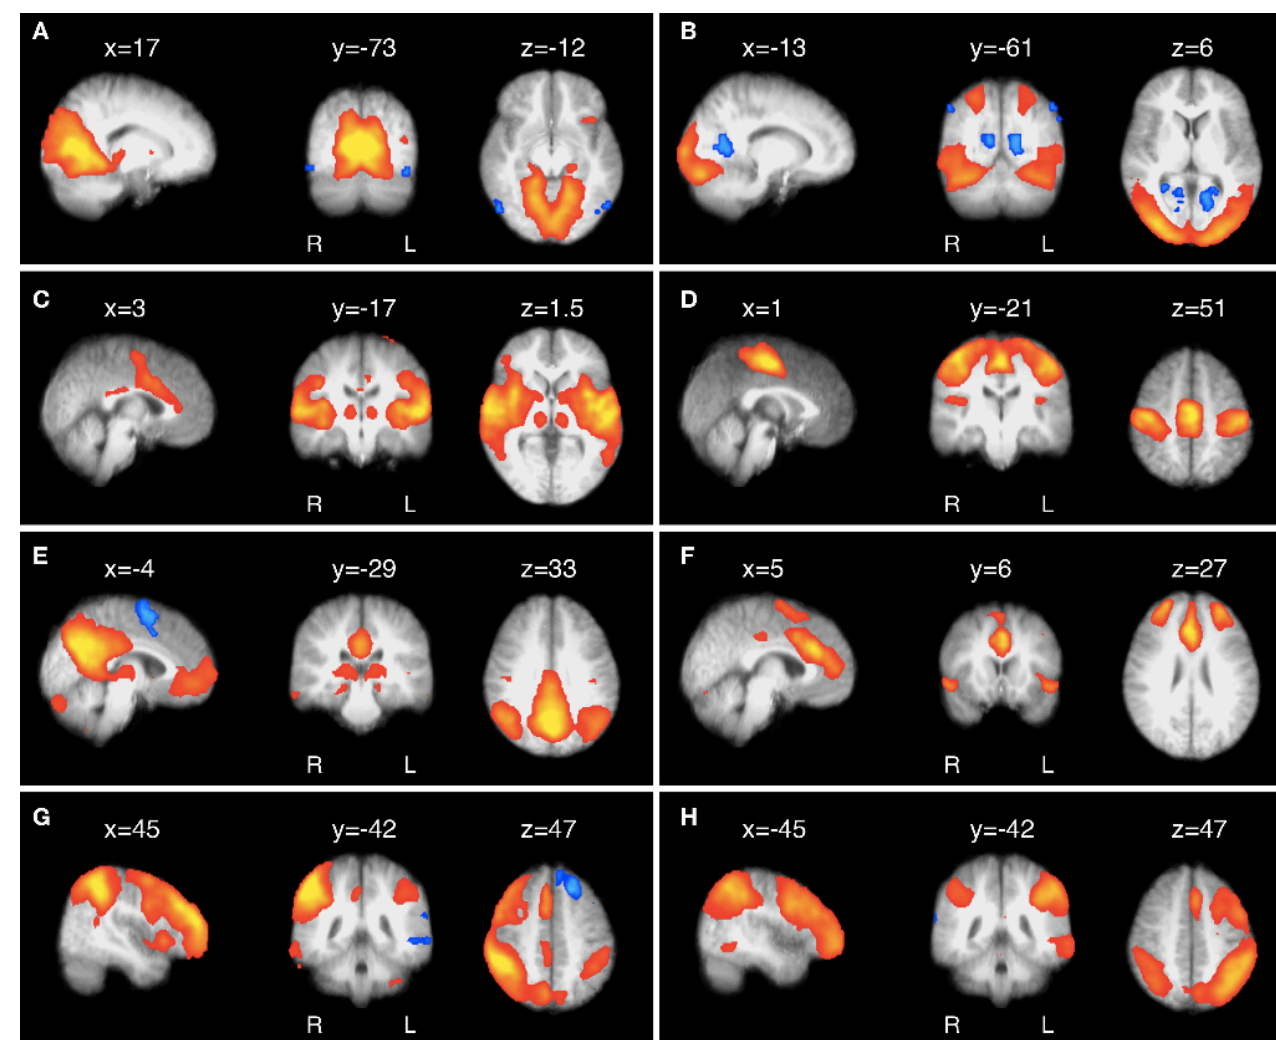 A
x=17 y=-73 z=-12
R L
B
x=-13 y=-61 z=6
R L
C
x=3 y=-17 z=1.5
R L
D
x=1 y=-21 z=51
R L
E
x=-4 y=-29 z=33
R L
F
x=5 y=6 z=27
R L
G
x=45 y=-42 z=47
R L
H
x=-45 y=-42 z=47
R L